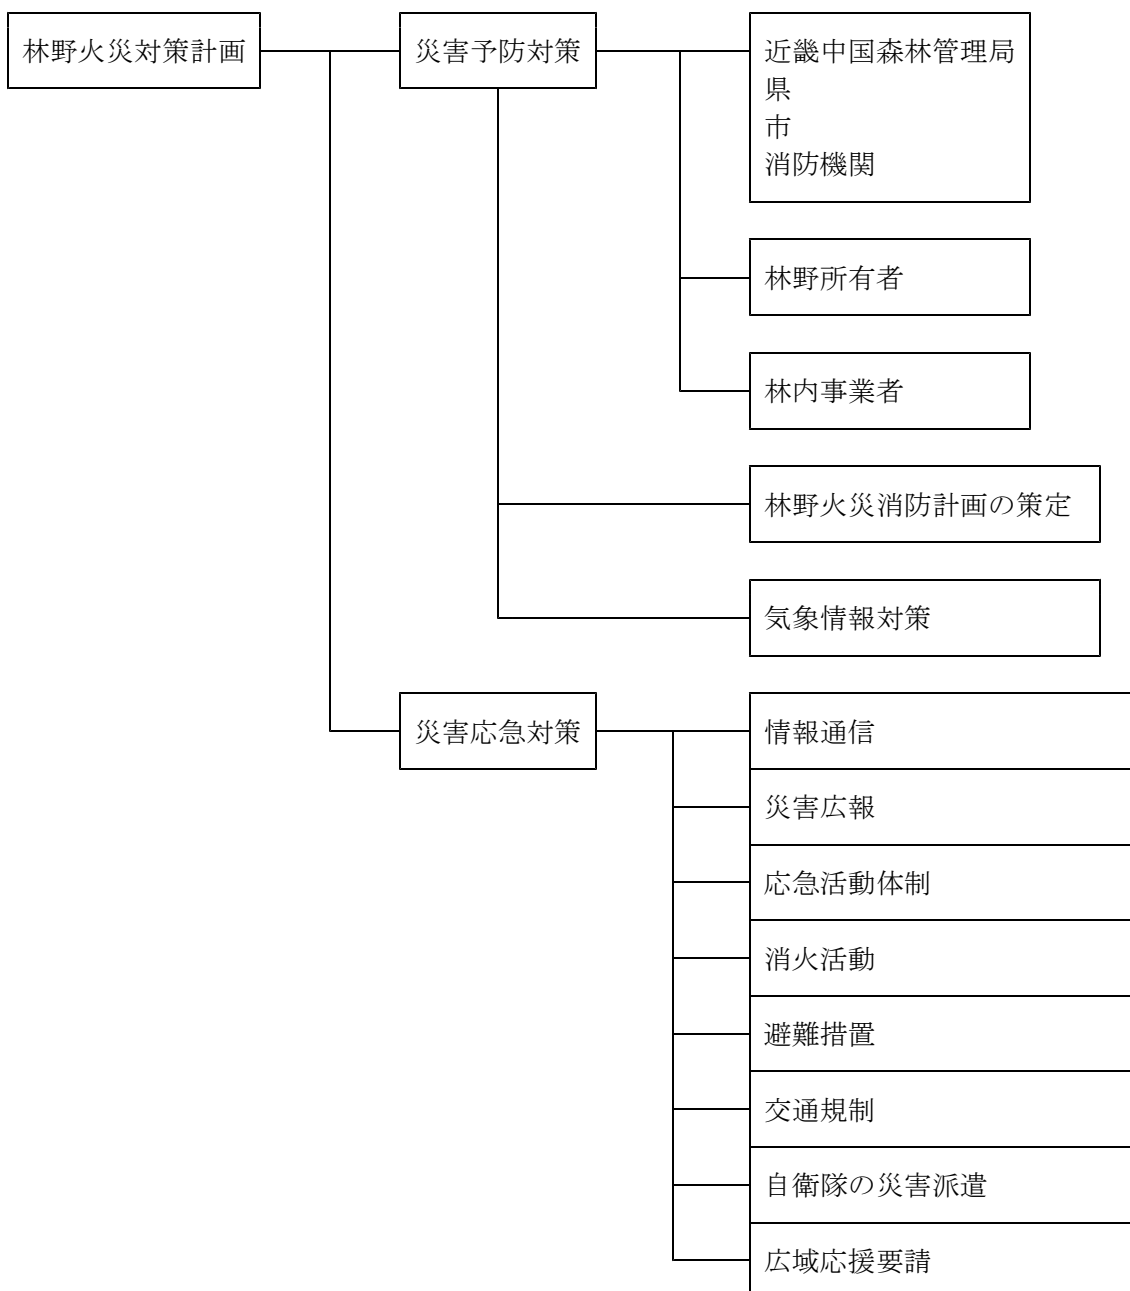 林野火災対策計画
災害予防対策
近畿中国森林管理局
県
市
消防機関
林野所有者
林内事業者
林野火災消防計画の策定
気象情報対策
災害応急対策
情報通信
災害広報
応急活動体制
消火活動
避難措置
交通規制
自衛隊の災害派遣
広域応援要請